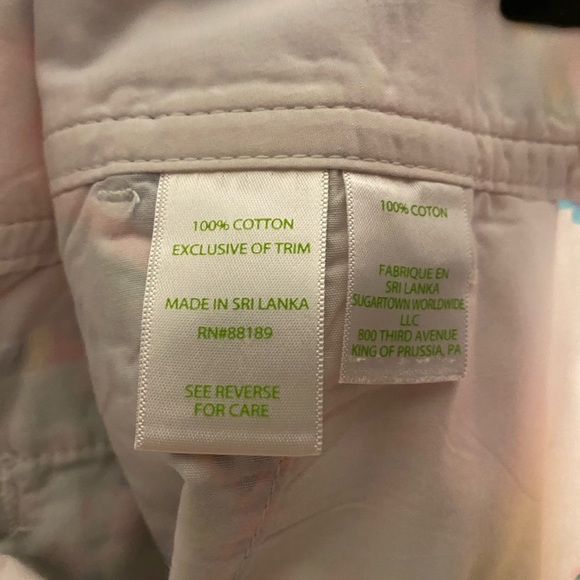 100% COTTON
EXCLUSIVE OF TRIM
MADE IN SRI LANKA
RN#88189
SEE REVERSE
FOR CARE
100% COTON
FABRIQUE EN
SRI LANKA
SUGARTOWN WORLDWIDE
LLC
800 THIRD AVENUE
KING OF PRUSSIA, PA